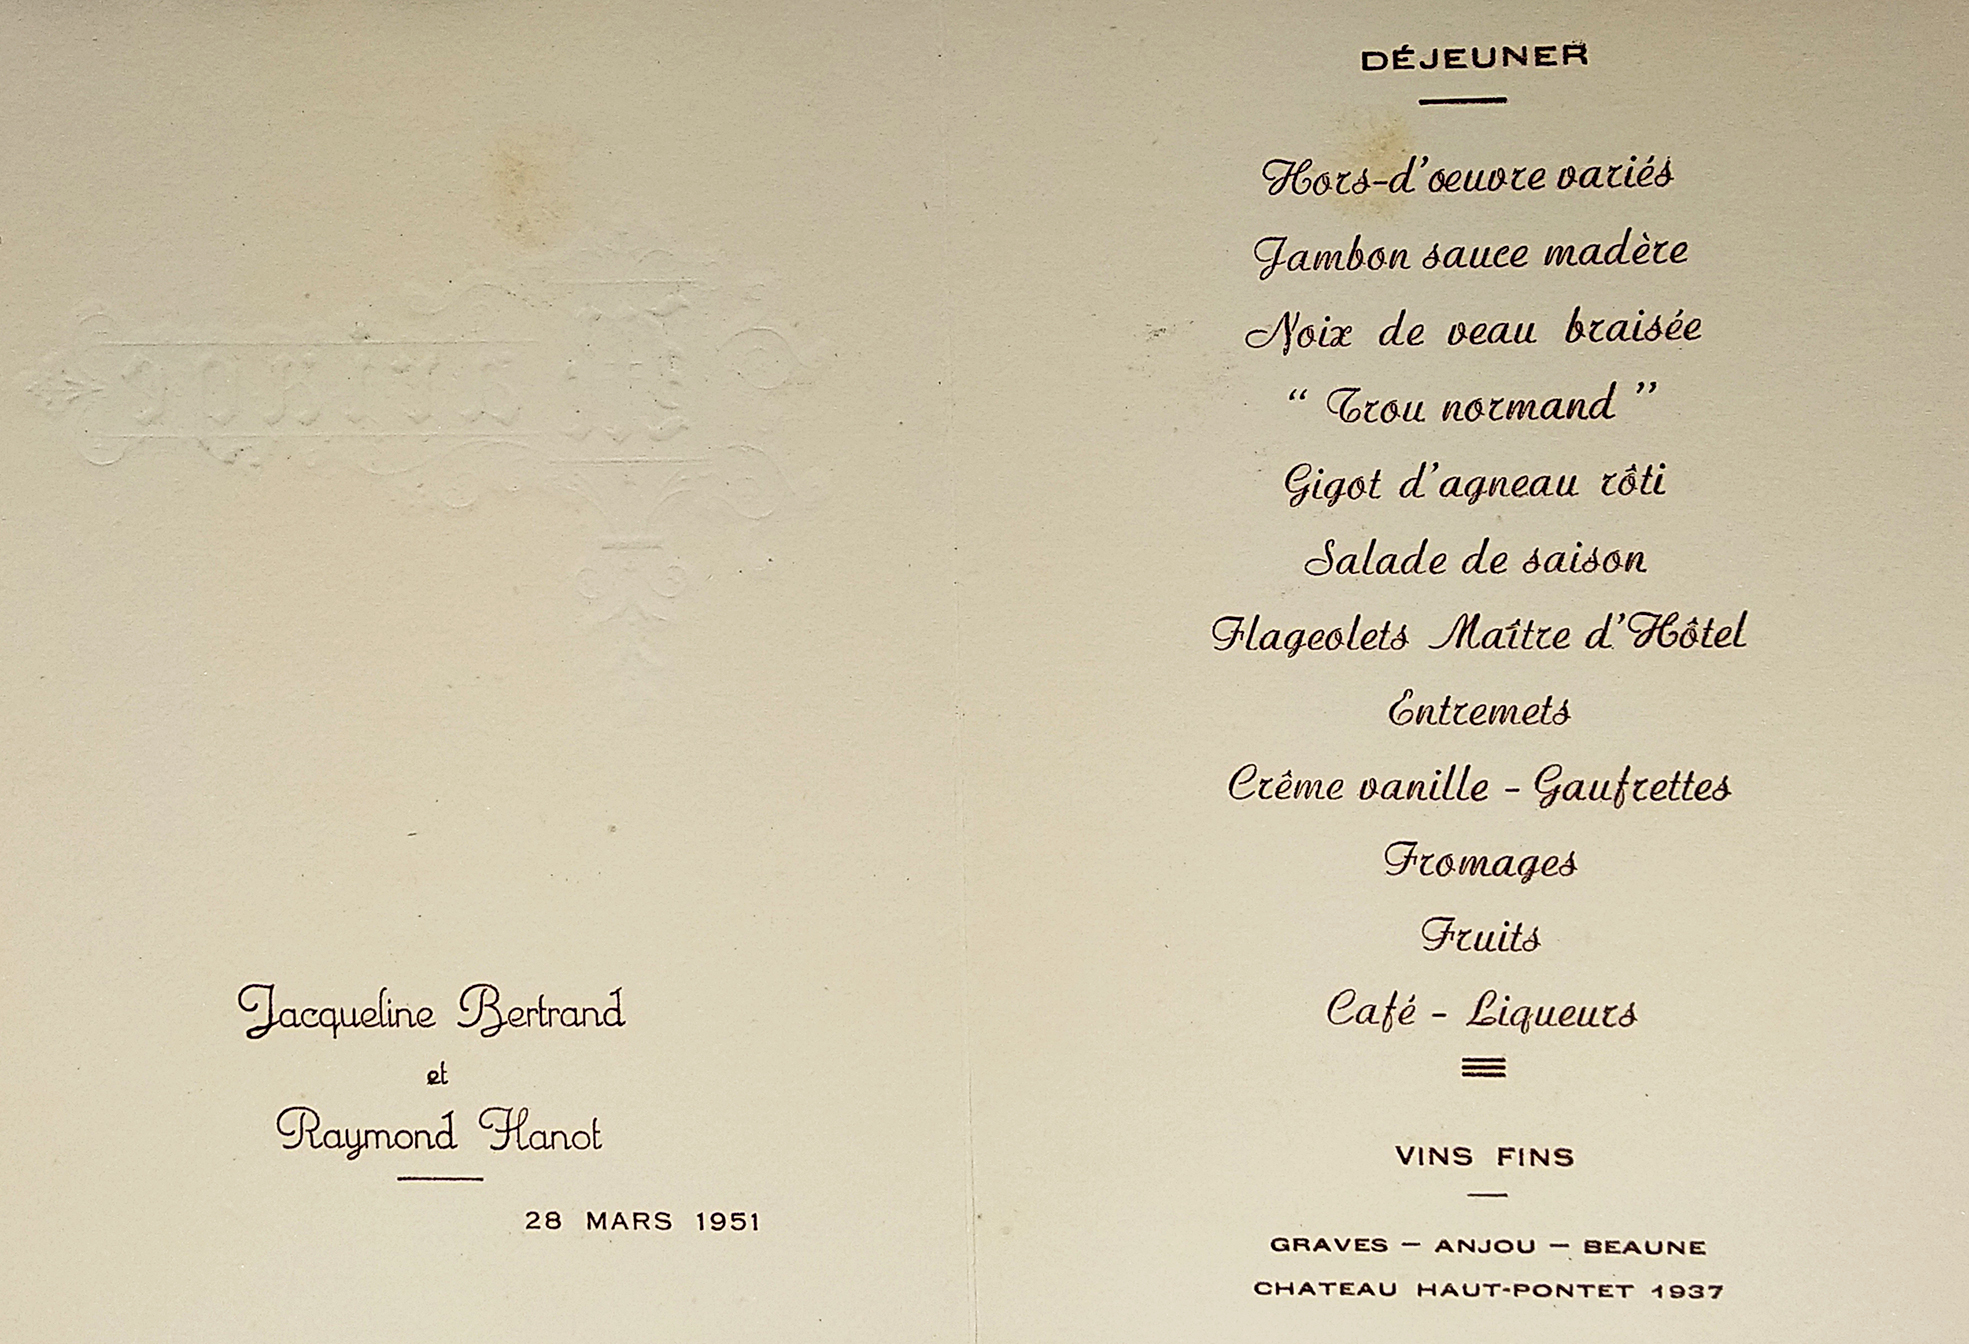 Jacqueline Bertrand
et
Raymond Hanot
28 MARS 1951
DÉJEUNER
Hors-d'œuvre variés
Jambon sauce madère
Noix de veau braisée
“ Trou normand ”
Gigot d'agneau rôti
Salade de saison
Flageolets Maître d'Hôtel
Entremets
Crême vanille - Gaufrettes
Fromages
Fruits
Café - Liqueurs
VINS FINS
GRAVES — ANJOU — BEAUNE
CHATEAU HAUT-PONTET 1937